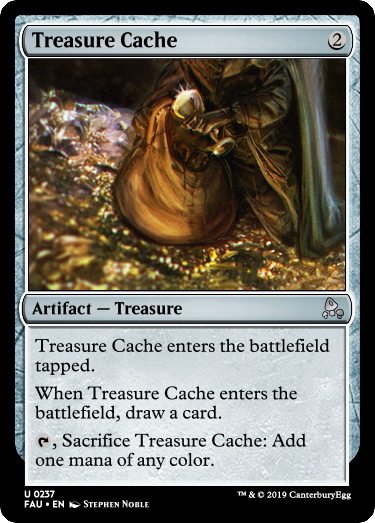 Treasure Cache 2
Artifact — Treasure
Treasure Cache enters the battlefield
tapped.
When Treasure Cache enters the
battlefield, draw a card.
, Sacrifice Treasure Cache: Add
one mana of any color.
U 0237
FAU • EN STEPHEN NOBLE
™ & © 2019 CanterburyEgg